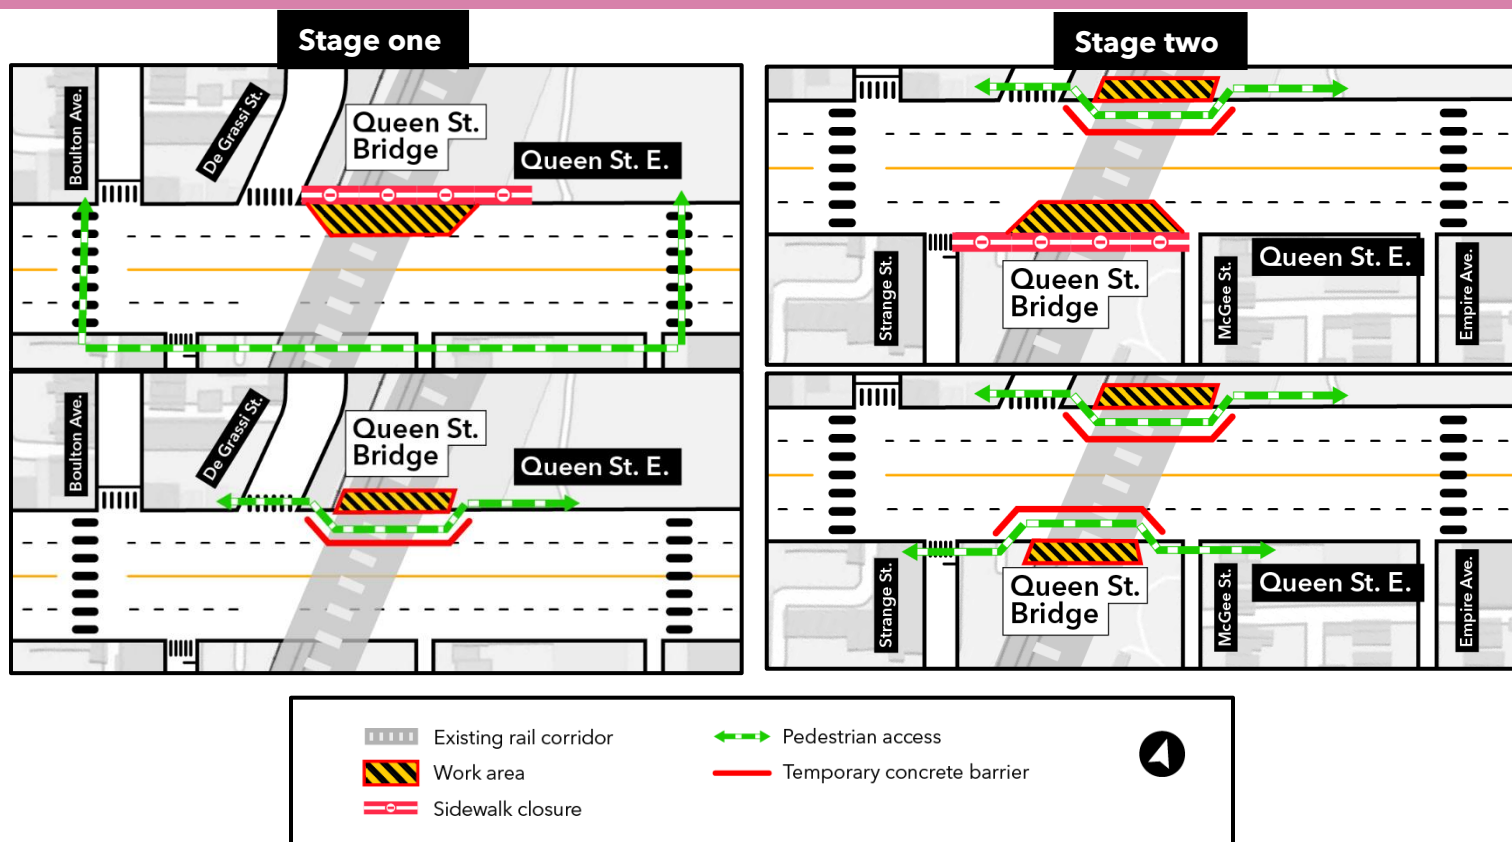 Stage one
Stage two
Boulton Ave.
De Grassi St.
Queen St.
Bridge
Queen St. E.
Strange St.
Queen St.
Bridge
McGee St.
Queen St. E.
Empire Ave.
Boulton Ave.
De Grassi St.
Queen St.
Bridge
Queen St. E.
Strange St.
Queen St.
Bridge
McGee St.
Queen St. E.
Empire Ave.
Existing rail corridor
Work area
Sidewalk closure
Pedestrian access
Temporary concrete barrier